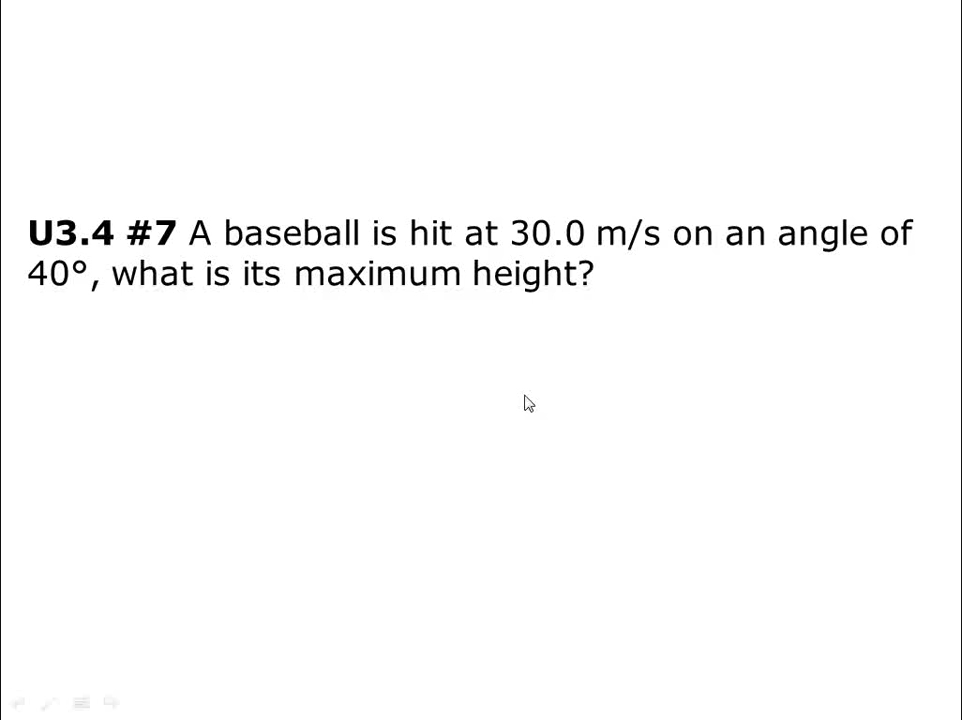 U3.4 #7 A baseball is hit at 30.0 m/s on an angle of
40°, what is its maximum height?